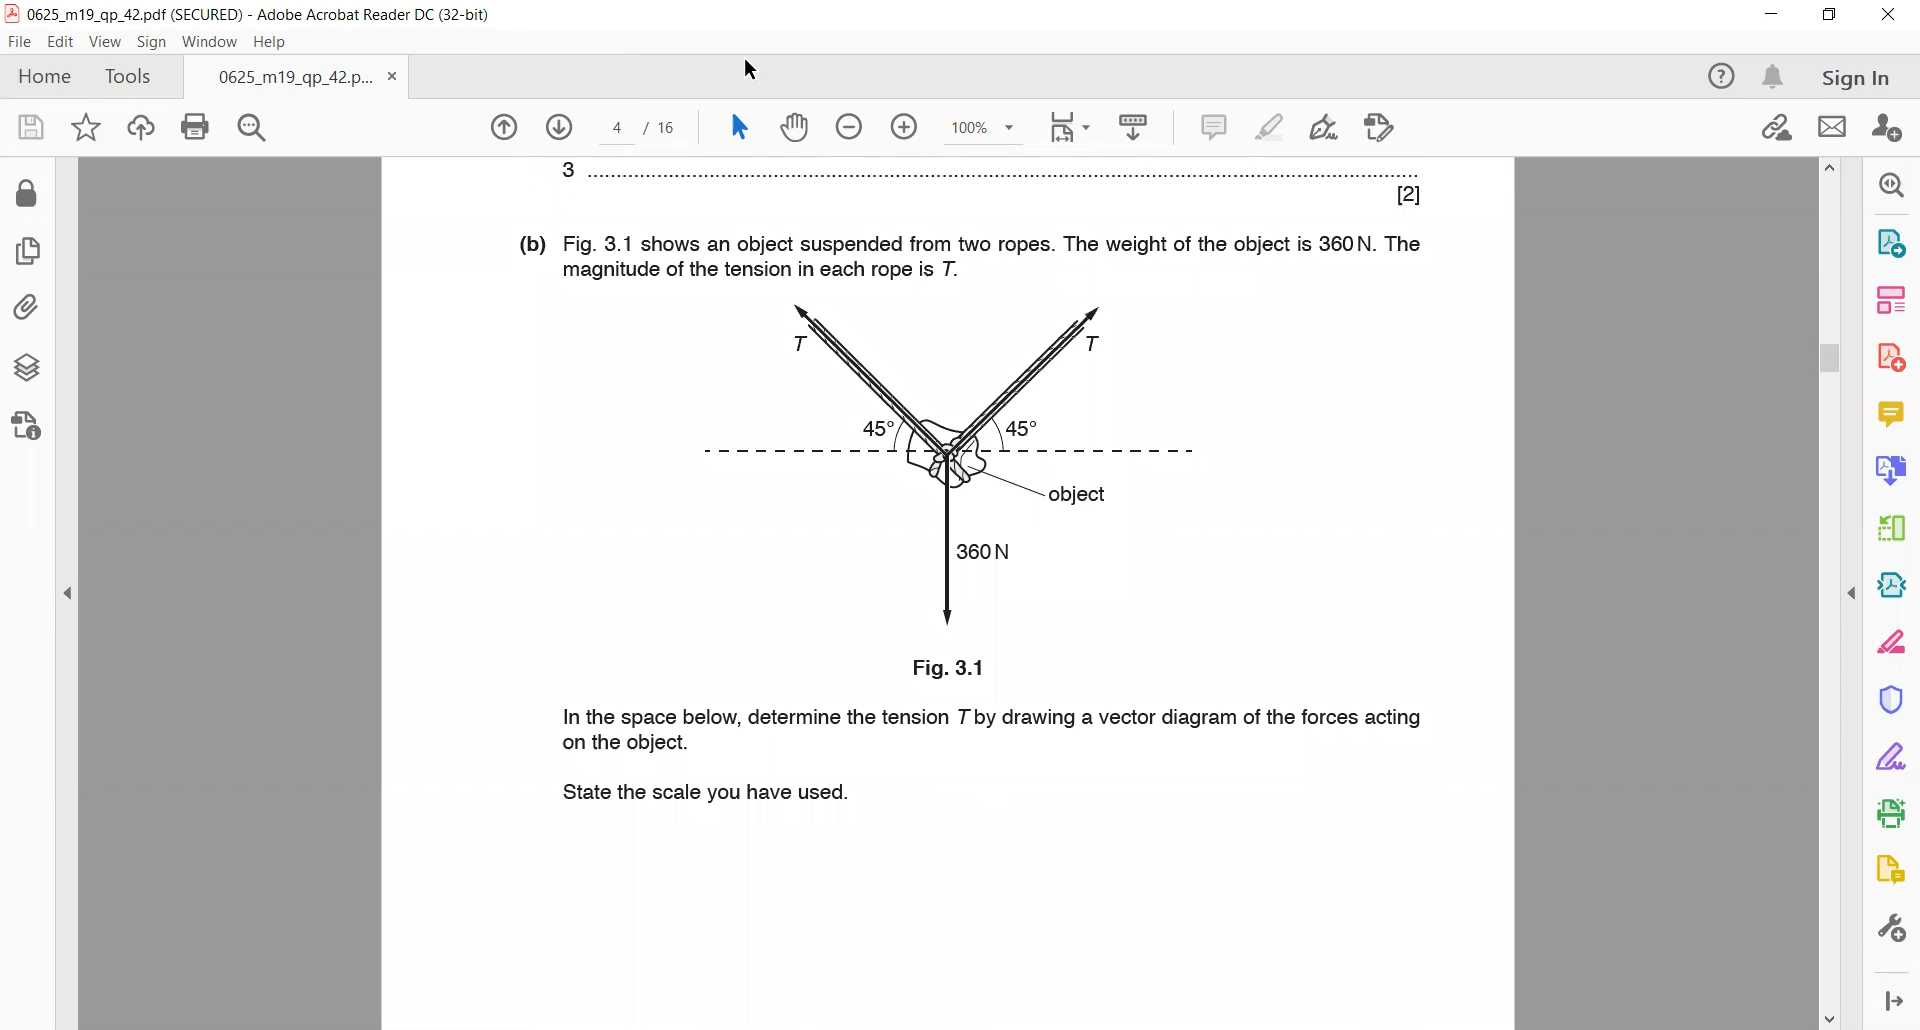 0625_m19_qp_42.pdf (SECURED) - Adobe Acrobat Reader DC (32-bit)
File Edit View Sign Window Help
Home Tools 0625_m19_qp_42.p... × Sign In
4 / 16 100%
3 ........................................................................................................................................
[2]
(b) Fig. 3.1 shows an object suspended from two ropes. The weight of the object is 360 N. The
magnitude of the tension in each rope is T.
T T
45° 45°
object
360 N
Fig. 3.1
In the space below, determine the tension T by drawing a vector diagram of the forces acting
on the object.
State the scale you have used.